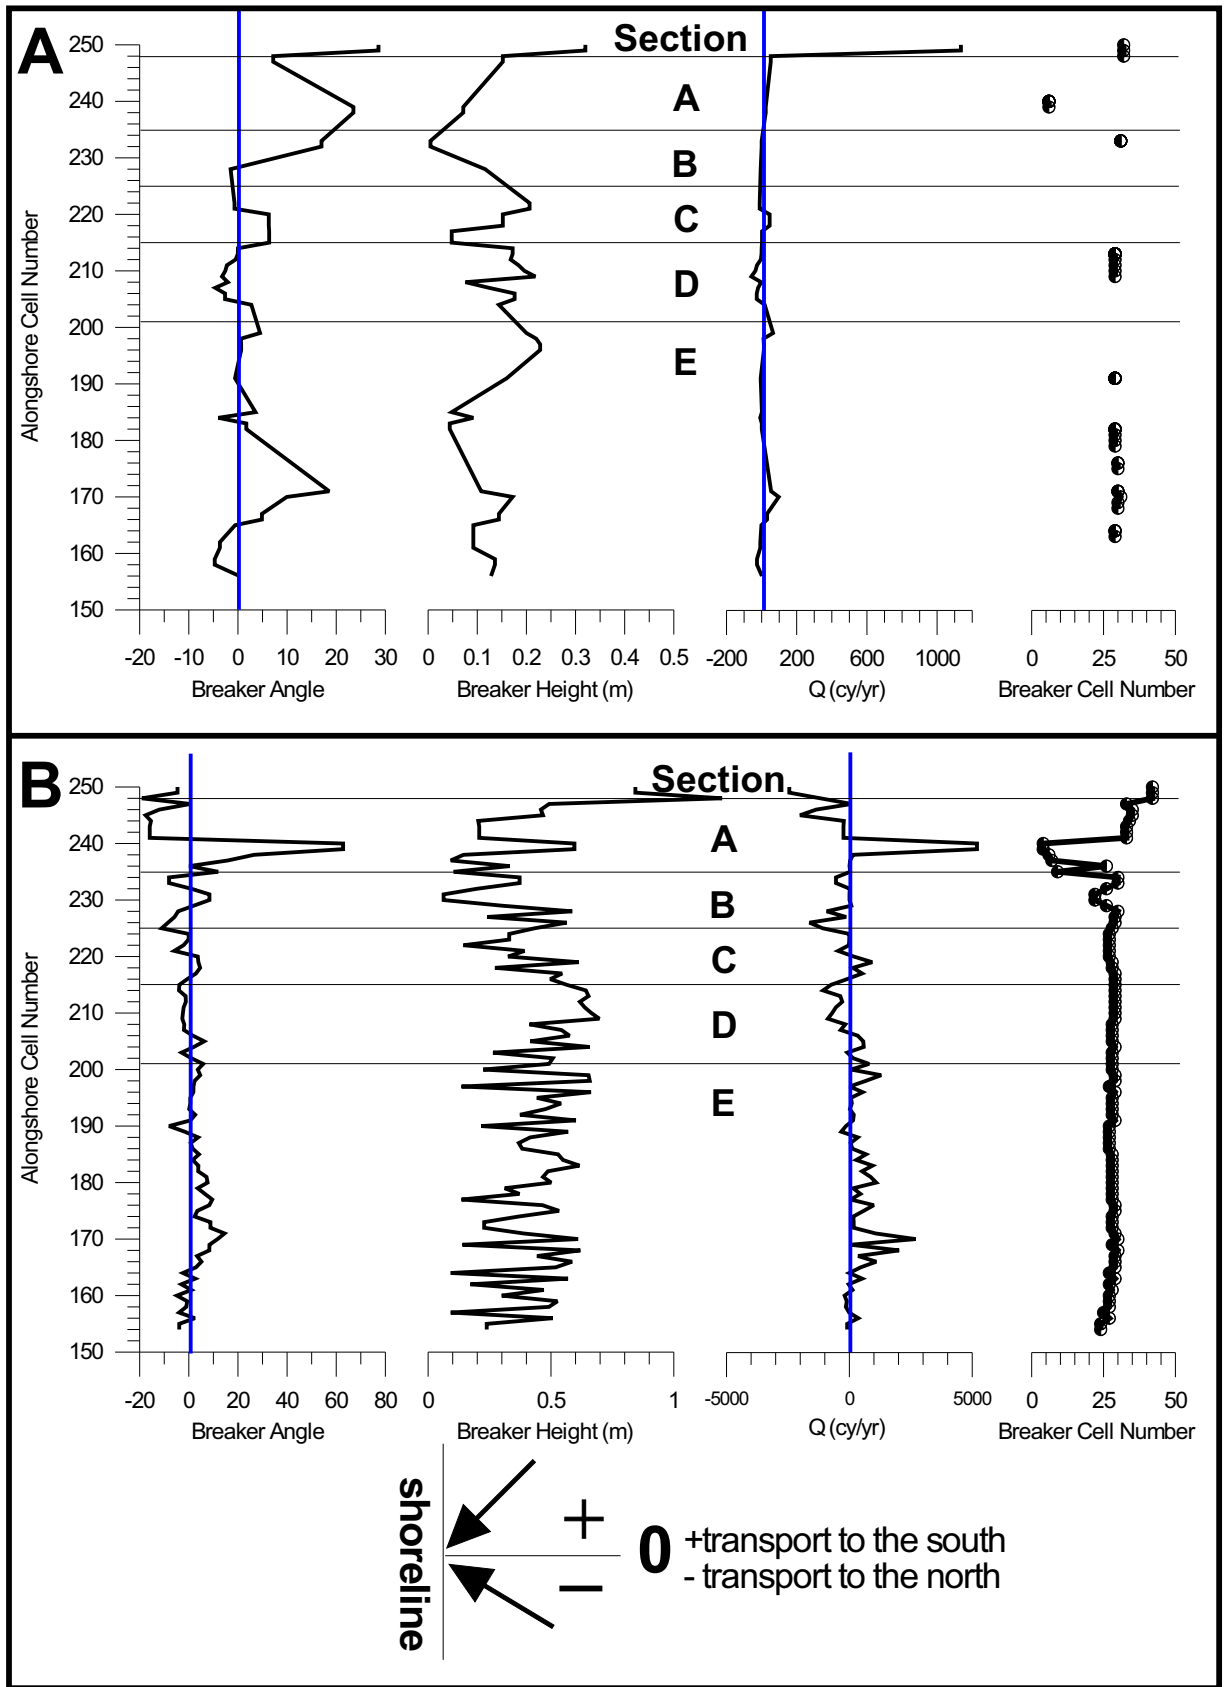 A
Section
250
240
230
220
210
200
190
180
170
160
150
Alongshore Cell Number
A
B
C
D
E
-20 -10 0 10 20 30
0 0.1 0.2 0.3 0.4 0.5
-200 200 600 1000
0 25 50
Breaker Angle
Breaker Height (m)
Q (cy/yr)
Breaker Cell Number
B
Section
250
240
230
220
210
200
190
180
170
160
150
Alongshore Cell Number
A
B
C
D
E
-20 0 20 40 60 80
0 0.5 1
-5000 0 5000
0 25 50
Breaker Angle
Breaker Height (m)
Q (cy/yr)
Breaker Cell Number
shoreline
+
−
0
+transport to the south
- transport to the north